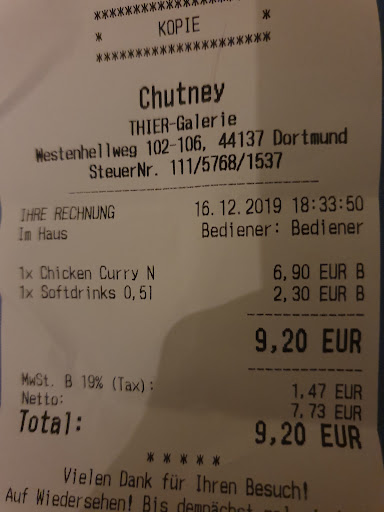 ********************
* KOPIE *
********************
Chutney
THIER-Galerie
Westenhellweg 102-106, 44137 Dortmund
SteuerNr. 111/5768/1537
IHRE RECHNUNG 16.12.2019 18:33:50
Im Haus Bediener: Bediener
1x Chicken Curry N 6,90 EUR B
1x Softdrinks 0,5l 2,30 EUR B
9,20 EUR
MwSt. B 19% (Tax): 1,47 EUR
Netto: 7,73 EUR
Total: 9,20 EUR
* * * * *
Vielen Dank für Ihren Besuch!
Auf Wiedersehen! Bis demnächst